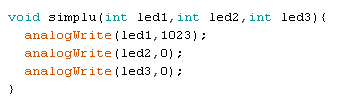 void simplu(int led1,int led2,int led3){
  analogWrite(led1,1023);
  analogWrite(led2,0);
  analogWrite(led3,0);
}